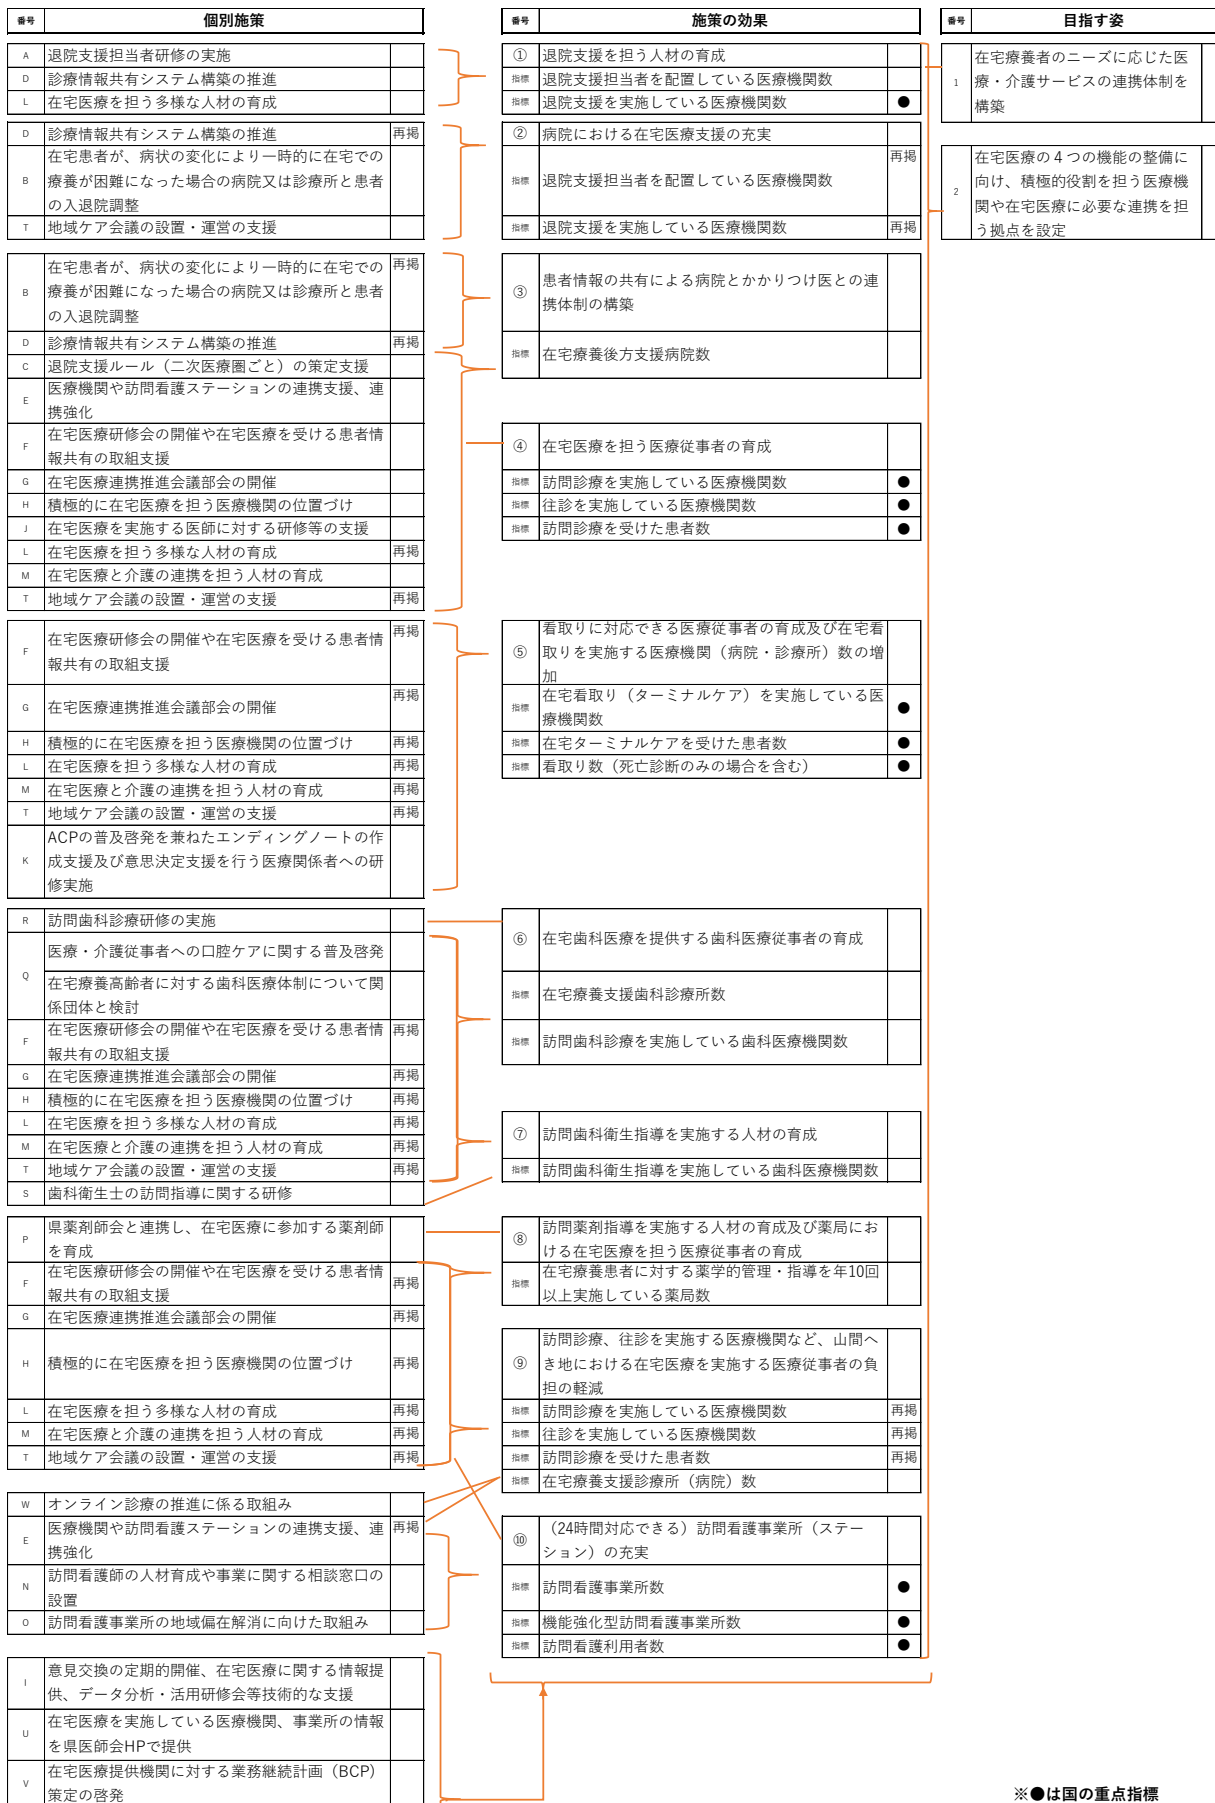 番号 個別施策
A 退院支援担当者研修の実施
D 診療情報共有システム構築の推進
L 在宅医療を担う多様な人材の育成
D 診療情報共有システム構築の推進 再掲
B 在宅患者が、病状の変化により一時的に在宅での
療養が困難になった場合の病院又は診療所と患者
の入退院調整
T 地域ケア会議の設置・運営の支援
B 在宅患者が、病状の変化により一時的に在宅での 再掲
療養が困難になった場合の病院又は診療所と患者
の入退院調整
D 診療情報共有システム構築の推進 再掲
C 退院支援ルール（二次医療圏ごと）の策定支援
E 医療機関や訪問看護ステーションの連携支援、連
携強化
F 在宅医療研修会の開催や在宅医療を受ける患者情
報共有の取組支援
G 在宅医療連携推進会議部会の開催
H 積極的に在宅医療を担う医療機関の位置づけ
J 在宅医療を実施する医師に対する研修等の支援
L 在宅医療を担う多様な人材の育成 再掲
M 在宅医療と介護の連携を担う人材の育成
T 地域ケア会議の設置・運営の支援 再掲
F 在宅医療研修会の開催や在宅医療を受ける患者情 再掲
報共有の取組支援
G 在宅医療連携推進会議部会の開催 再掲
H 積極的に在宅医療を担う医療機関の位置づけ 再掲
L 在宅医療を担う多様な人材の育成 再掲
M 在宅医療と介護の連携を担う人材の育成 再掲
T 地域ケア会議の設置・運営の支援 再掲
K ACPの普及啓発を兼ねたエンディングノートの作
成支援及び意思決定支援を行う医療関係者への研
修実施
R 訪問歯科診療研修の実施
Q 医療・介護従事者への口腔ケアに関する普及啓発
在宅療養高齢者に対する歯科医療体制について関
係団体と検討
F 在宅医療研修会の開催や在宅医療を受ける患者情 再掲
報共有の取組支援
G 在宅医療連携推進会議部会の開催 再掲
H 積極的に在宅医療を担う医療機関の位置づけ 再掲
L 在宅医療を担う多様な人材の育成 再掲
M 在宅医療と介護の連携を担う人材の育成 再掲
T 地域ケア会議の設置・運営の支援 再掲
S 歯科衛生士の訪問指導に関する研修
P 県薬剤師会と連携し、在宅医療に参加する薬剤師
を育成
F 在宅医療研修会の開催や在宅医療を受ける患者情
報共有の取組支援 再掲
G 在宅医療連携推進会議部会の開催 再掲
H 積極的に在宅医療を担う医療機関の位置づけ 再掲
L 在宅医療を担う多様な人材の育成 再掲
M 在宅医療と介護の連携を担う人材の育成 再掲
T 地域ケア会議の設置・運営の支援 再掲
W オンライン診療の推進に係る取組み
E 医療機関や訪問看護ステーションの連携支援、連 再掲
携強化
N 訪問看護師の人材育成や事業に関する相談窓口の
設置
O 訪問看護事業所の地域偏在解消に向けた取組み
I 意見交換の定期的開催、在宅医療に関する情報提
供、データ分析・活用研修会等技術的な支援
U 在宅医療を実施している医療機関、事業所の情報
を県医師会HPで提供
V 在宅医療提供機関に対する業務継続計画（BCP）
策定の啓発
番号 施策の効果
① 退院支援を担う人材の育成
指標 退院支援担当者を配置している医療機関数
指標 退院支援を実施している医療機関数 ●
② 病院における在宅医療支援の充実
指標 退院支援担当者を配置している医療機関数 再掲
指標 退院支援を実施している医療機関数 再掲
③ 患者情報の共有による病院とかかりつけ医との連
携体制の構築
指標 在宅療養後方支援病院数
④ 在宅医療を担う医療従事者の育成
指標 訪問診療を実施している医療機関数 ●
指標 往診を実施している医療機関数 ●
指標 訪問診療を受けた患者数 ●
⑤ 看取りに対応できる医療従事者の育成及び在宅看
取りを実施する医療機関（病院・診療所）数の増
加
指標 在宅看取り（ターミナルケア）を実施している医
療機関数 ●
指標 在宅ターミナルケアを受けた患者数 ●
指標 看取り数（死亡診断のみの場合を含む） ●
⑥ 在宅歯科医療を提供する歯科医療従事者の育成
指標 在宅療養支援歯科診療所数
指標 訪問歯科診療を実施している歯科医療機関数
⑦ 訪問歯科衛生指導を実施する人材の育成
指標 訪問歯科衛生指導を実施している歯科医療機関数
⑧ 訪問薬剤指導を実施する人材の育成及び薬局にお
ける在宅医療を担う医療従事者の育成
指標 在宅療養患者に対する薬学的管理・指導を年10回
以上実施している薬局数
⑨ 訪問診療、往診を実施する医療機関など、山間へ
き地における在宅医療を実施する医療従事者の負
担の軽減
指標 訪問診療を実施している医療機関数 再掲
指標 往診を実施している医療機関数 再掲
指標 訪問診療を受けた患者数 再掲
指標 在宅療養支援診療所（病院）数
⑩ （24時間対応できる）訪問看護事業所（ステー
ション）の充実
指標 訪問看護事業所数 ●
指標 機能強化型訪問看護事業所数 ●
指標 訪問看護利用者数 ●
番号 目指す姿
1 在宅療養者のニーズに応じた医
療・介護サービスの連携体制を
構築
2 在宅医療の４つの機能の整備に
向け、積極的役割を担う医療機
関や在宅医療に必要な連携を担
う拠点を設定
※●は国の重点指標